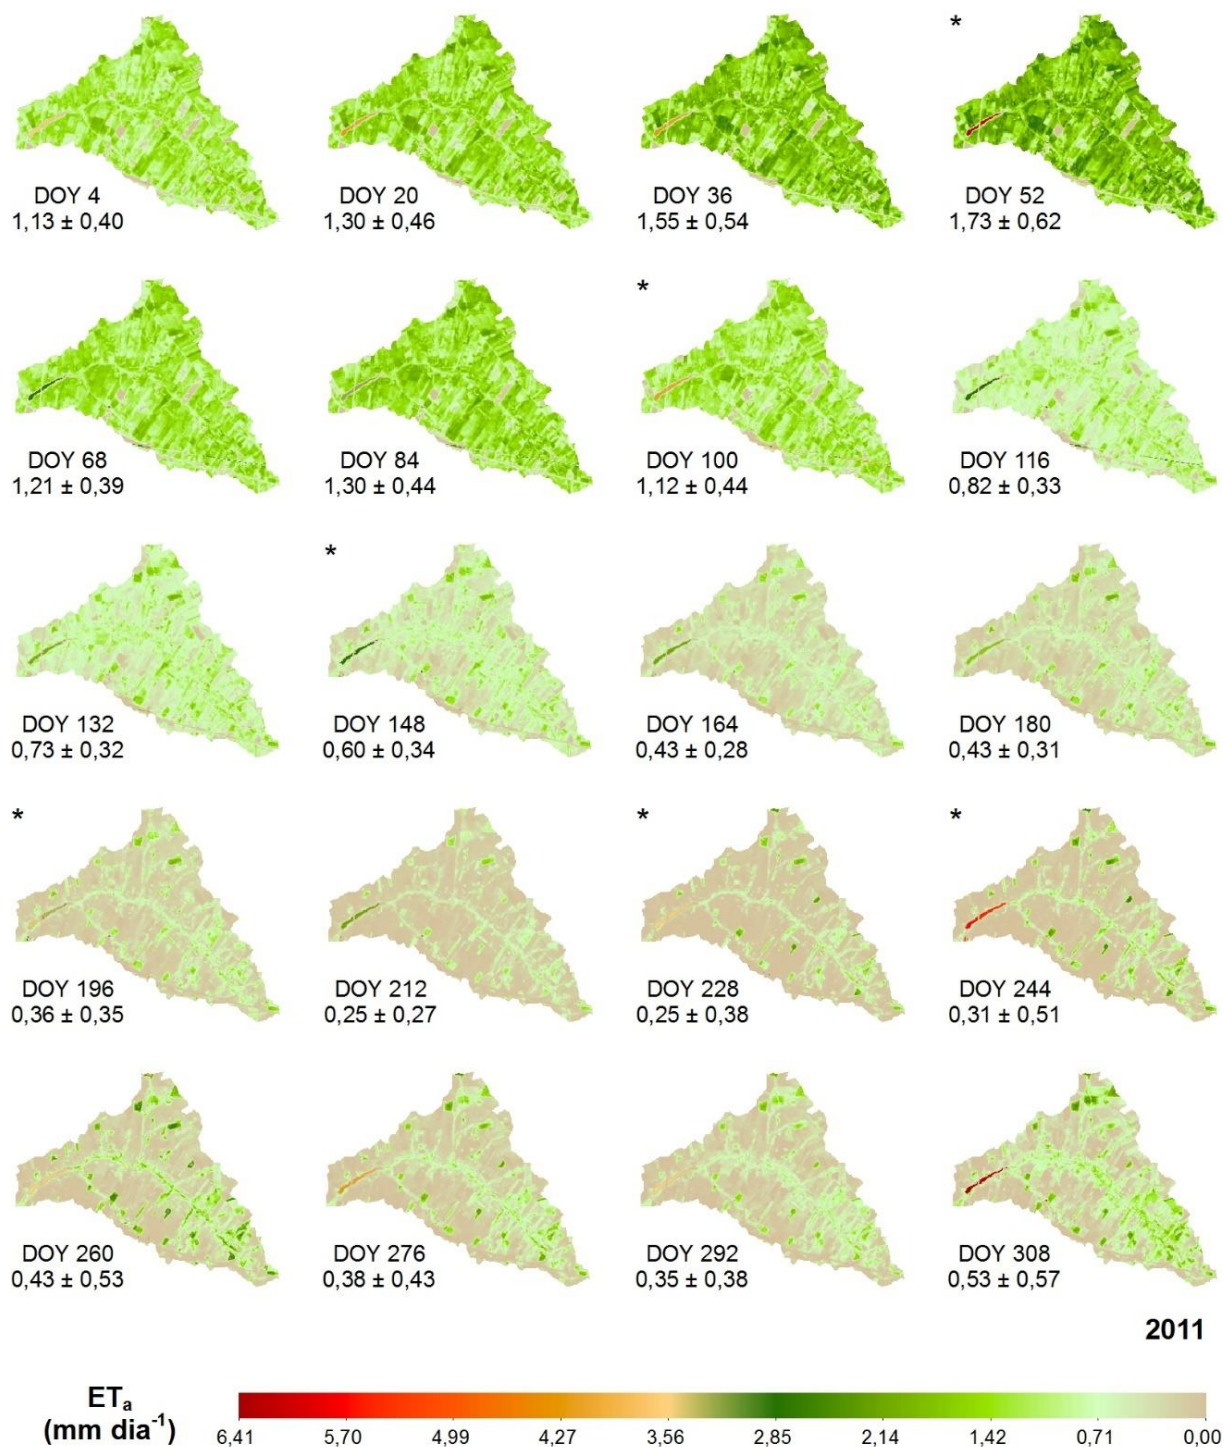 *
DOY 4
1,13 ± 0,40
DOY 20
1,30 ± 0,46
DOY 36
1,55 ± 0,54
DOY 52
1,73 ± 0,62
*
DOY 68
1,21 ± 0,39
DOY 84
1,30 ± 0,44
DOY 100
1,12 ± 0,44
DOY 116
0,82 ± 0,33
*
DOY 132
0,73 ± 0,32
DOY 148
0,60 ± 0,34
DOY 164
0,43 ± 0,28
DOY 180
0,43 ± 0,31
*
*
*
DOY 196
0,36 ± 0,35
DOY 212
0,25 ± 0,27
DOY 228
0,25 ± 0,38
DOY 244
0,31 ± 0,51
DOY 260
0,43 ± 0,53
DOY 276
0,38 ± 0,43
DOY 292
0,35 ± 0,38
DOY 308
0,53 ± 0,57
2011
ETₐ
(mm dia⁻¹)
6,41 5,70 4,99 4,27 3,56 2,85 2,14 1,42 0,71 0,00